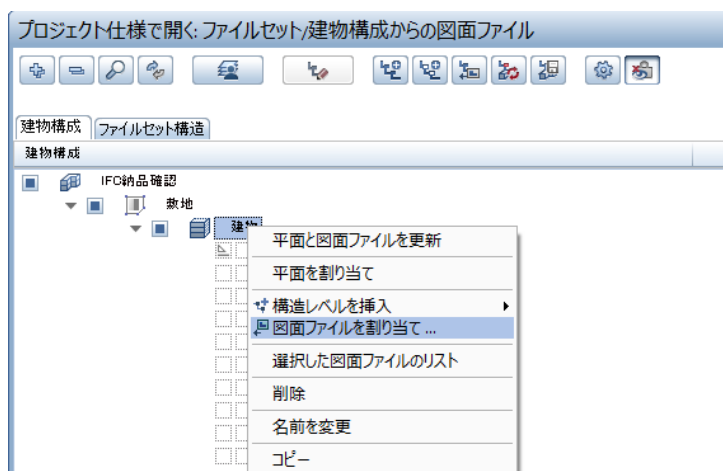 プロジェクト仕様で開く: ファイルセット/建物構成からの図面ファイル
建物構成
ファイルセット構造
建物構成
IFC納品確認
敷地
建物
平面と図面ファイルを更新
平面を割り当て
構造レベルを挿入
図面ファイルを割り当て ...
選択した図面ファイルのリスト
削除
名前を変更
コピー